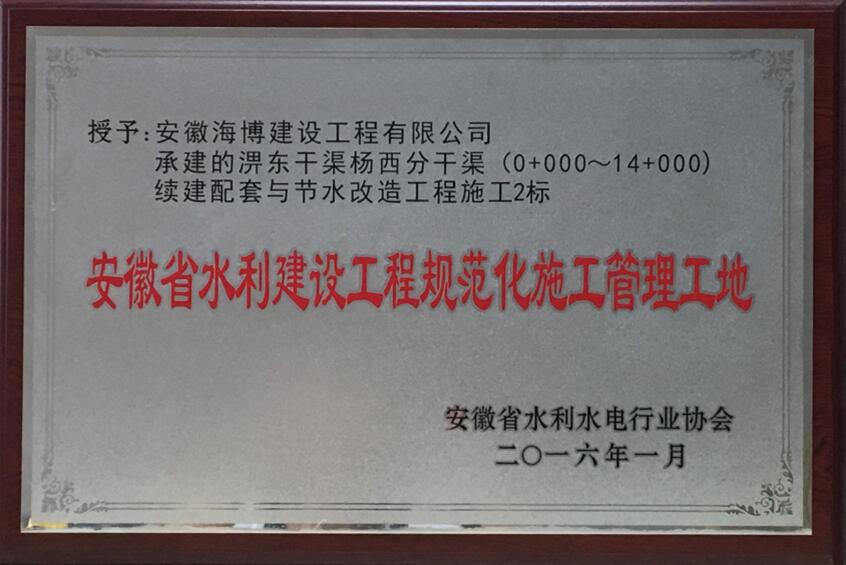 授予:安徽海博建设工程有限公司
承建的淠东干渠杨西分干渠(0+000～14+000)
续建配套与节水改造工程施工2标
安徽省水利建设工程规范化施工管理工地
安徽省水利水电行业协会
二〇一六年一月